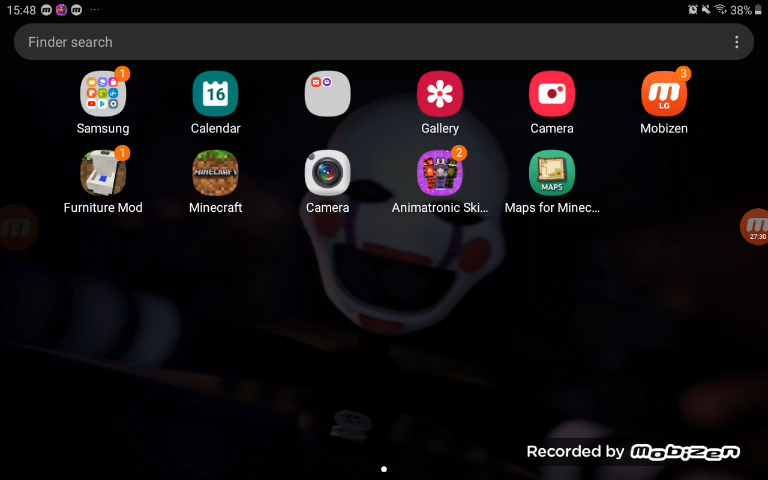 15:48
38%
Finder search
1
16
3
LG
Samsung
Calendar
Gallery
Camera
Mobizen
1
MINECRAFT
2
MAPS
Furniture Mod
Minecraft
Camera
Animatronic Ski...
Maps for Minec...
27:30
Recorded by Mobizen